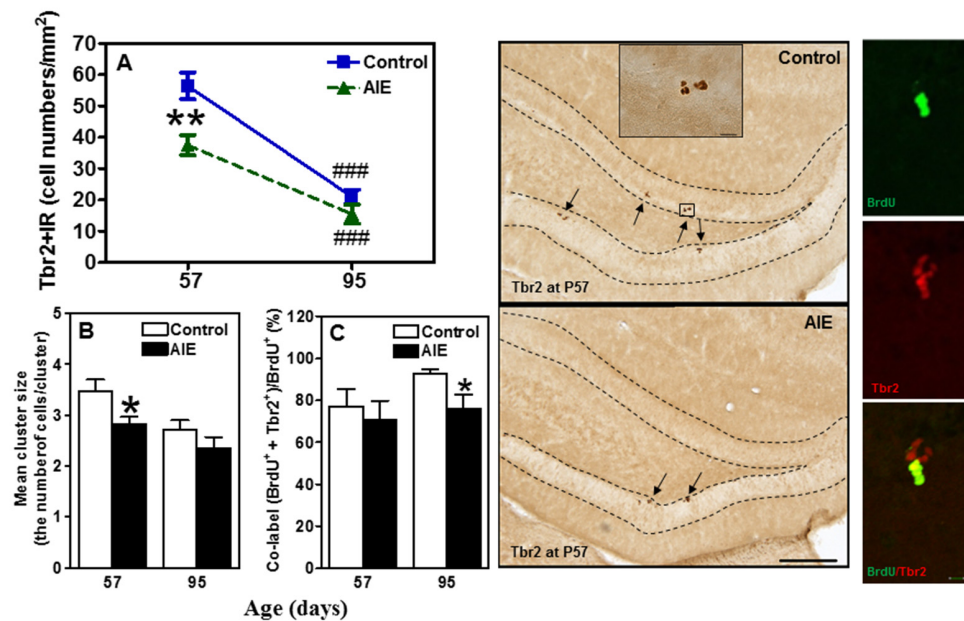 Tbr2+IR (cell numbers/mm²)
70
60
50
40
30
20
10
0
A
Control
AIE
**
###
###
57
95
Mean cluster size
(the number of cells/cluster)
5
4
3
2
1
0
B
Control
AIE
*
57
95
Co-label (BrdU⁺ + Tbr2⁺)/BrdU⁺ (%)
120
100
80
60
40
20
0
C
Control
AIE
*
57
95
Age (days)
Control
Tbr2 at P57
AIE
Tbr2 at P57
BrdU
Tbr2
BrdU/Tbr2